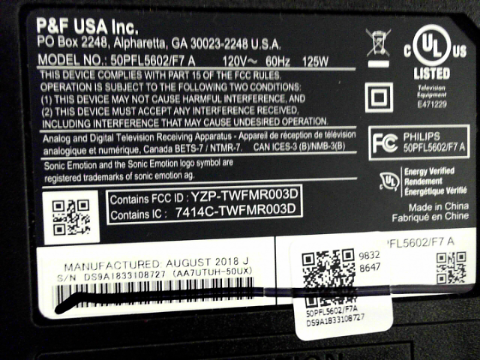 P&F USA Inc.
PO Box 2248, Alpharetta, GA 30023-2248 U.S.A.
MODEL NO.: 50PFL5602/F7 A 120V~ 60Hz 125W
THIS DEVICE COMPLIES WITH PART 15 OF THE FCC RULES.
OPERATION IS SUBJECT TO THE FOLLOWING TWO CONDITIONS:
(1) THIS DEVICE MAY NOT CAUSE HARMFUL INTERFERENCE, AND
(2) THIS DEVICE MUST ACCEPT ANY INTERFERENCE RECEIVED,
INCLUDING INTERFERENCE THAT MAY CAUSE UNDESIRED OPERATION.
Analog and Digital Television Receiving Apparatus - Appareil de réception de télévision
analogique et numérique, Canada BETS-7 / NTMR-7. CAN ICES-3 (B)/NMB-3(B)
Sonic Emotion and the Sonic Emotion logo symbol are
registered trademarks of sonic emotion ag.
Contains FCC ID : YZP-TWFMR003D
Contains IC : 7414C-TWFMR003D
c UL US
LISTED
Television
Equipment
E471229
FC PHILIPS
50PFL5602/F7 A
c UL Energy Verified
Rendement
Énergétique Vérifié
Made in China
Fabriqué en Chine
MANUFACTURED AUGUST 2018 J
S/N DS9A1833108727 (AA7UTUH-50UX)
PFL5602/F7 A
9832
8647
50PFL5602/F7A
DS9A1833108727